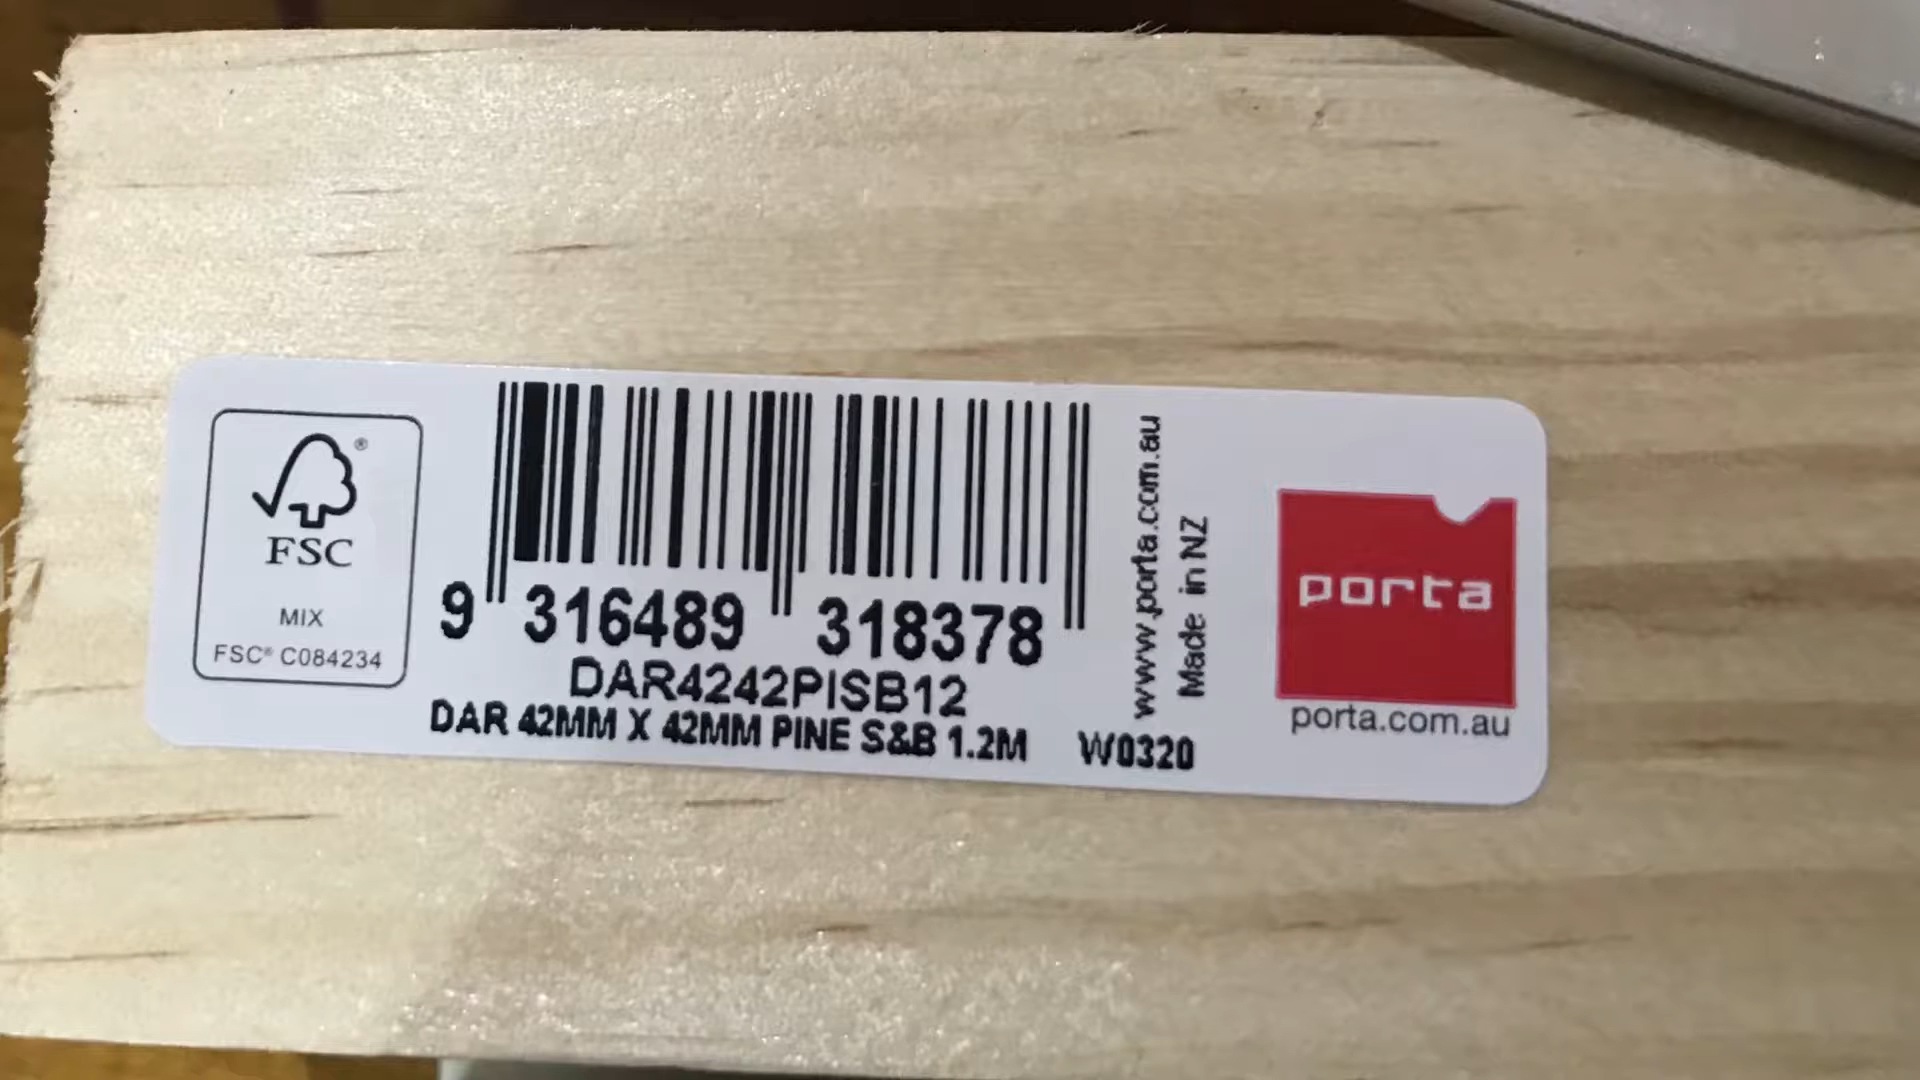 FSC®
MIX
FSC® C084234
9 316489 318378
DAR4242PISB12
DAR 42MM X 42MM PINE S&B 1.2M W0320
www.porta.com.au
Made in NZ
porta
porta.com.au